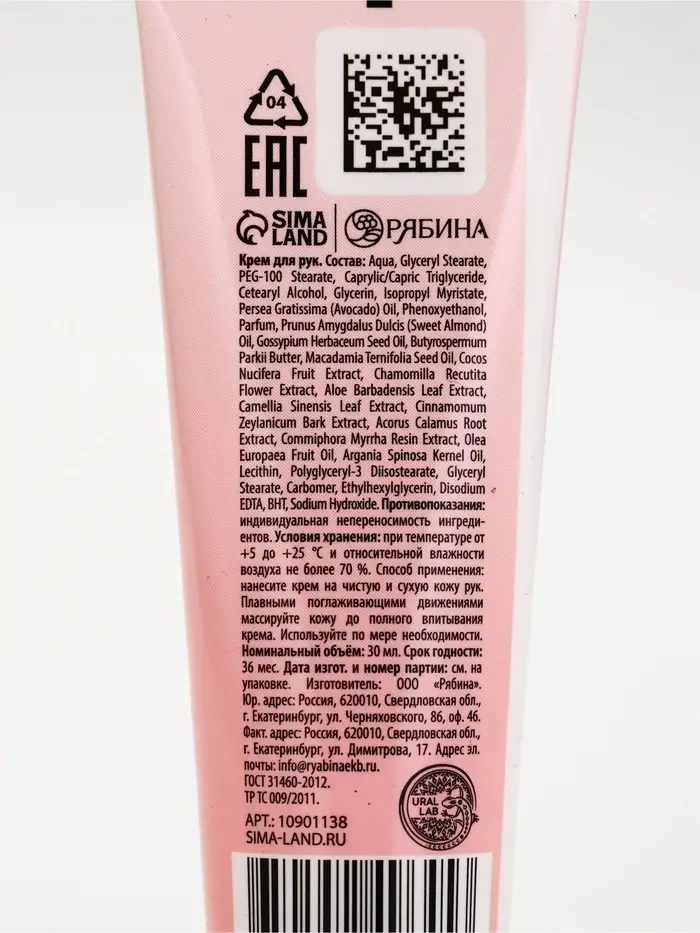 04
EAC
SIMA LAND РЯБИНА
Крем для рук. Состав: Aqua, Glyceryl Stearate,
PEG-100 Stearate, Caprylic/Capric Triglyceride,
Cetearyl Alcohol, Glycerin, Isopropyl Myristate,
Persea Gratissima (Avocado) Oil, Phenoxyethanol,
Parfum, Prunus Amygdalus Dulcis (Sweet Almond)
Oil, Gossypium Herbaceum Seed Oil, Butyrospermum
Parkii Butter, Macadamia Ternifolia Seed Oil, Cocos
Nucifera Fruit Extract, Chamomilla Recutita
Flower Extract, Aloe Barbadensis Leaf Extract,
Camellia Sinensis Leaf Extract, Cinnamomum
Zeylanicum Bark Extract, Acorus Calamus Root
Extract, Commiphora Myrrha Resin Extract, Olea
Europaea Fruit Oil, Argania Spinosa Kernel Oil,
Lecithin, Polyglyceryl-3 Diisostearate, Glyceryl
Stearate, Carbomer, Ethylhexylglycerin, Disodium
EDTA, BHT, Sodium Hydroxide. Противопоказания:
индивидуальная непереносимость ингреди-
ентов. Условия хранения: при температуре от
+5 до +25 °C и относительной влажности
воздуха не более 70 %. Способ применения:
нанесите крем на чистую и сухую кожу рук.
Плавными поглаживающими движениями
массируйте кожу до полного впитывания
крема. Используйте по мере необходимости.
Номинальный объём: 30 мл. Срок годности:
36 мес. Дата изгот. и номер партии: см. на
упаковке. Изготовитель: ООО «Рябина».
Юр. адрес: Россия, 620010, Свердловская обл.,
г. Екатеринбург, ул. Черняховского, 86, оф. 46.
Факт. адрес: Россия, 620010, Свердловская обл.,
г. Екатеринбург, ул. Димитрова, 17. Адрес эл.
почты: info@ryabinaekb.ru.
ГОСТ 31460-2012.
ТР ТС 009/2011.
URAL
LAB
АРТ.: 10901138
SIMA-LAND.RU